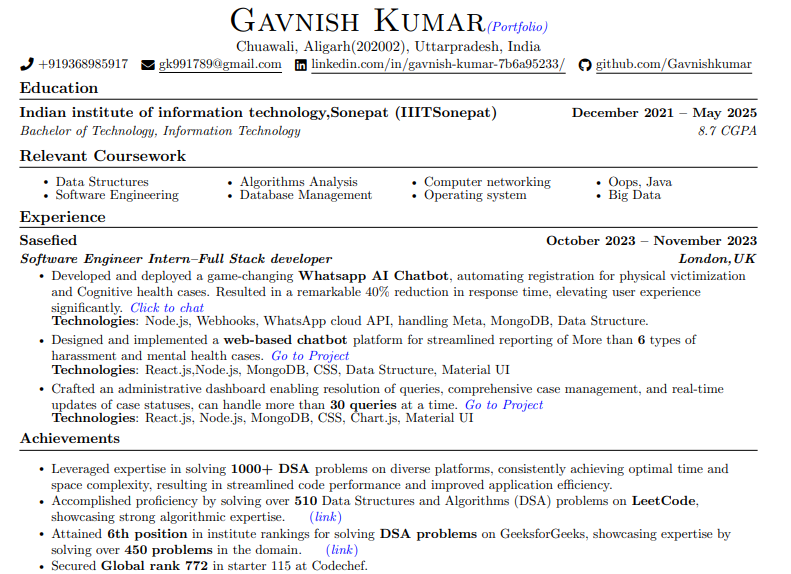 GAVNISH KUMAR(Portfolio)
Chuawali, Aligarh(202002), Uttarpradesh, India
+919368985917 gk991789@gmail.com linkedin.com/in/gavnish-kumar-7b6a95233/ github.com/Gavnishkumar
Education
Indian institute of information technology,Sonepat (IIITSonepat) December 2021 – May 2025
Bachelor of Technology, Information Technology 8.7 CGPA
Relevant Coursework
• Data Structures • Algorithms Analysis • Computer networking • Oops, Java
• Software Engineering • Database Management • Operating system • Big Data
Experience
Sasefied October 2023 – November 2023
Software Engineer Intern–Full Stack developer London,UK
• Developed and deployed a game-changing Whatsapp AI Chatbot, automating registration for physical victimization
and Cognitive health cases. Resulted in a remarkable 40% reduction in response time, elevating user experience
significantly. Click to chat
Technologies: Node.js, Webhooks, WhatsApp cloud API, handling Meta, MongoDB, Data Structure.
• Designed and implemented a web-based chatbot platform for streamlined reporting of More than 6 types of
harassment and mental health cases. Go to Project
Technologies: React.js,Node.js, MongoDB, CSS, Data Structure, Material UI
• Crafted an administrative dashboard enabling resolution of queries, comprehensive case management, and real-time
updates of case statuses, can handle more than 30 queries at a time. Go to Project
Technologies: React.js, Node.js, MongoDB, CSS, Chart.js, Material UI
Achievements
• Leveraged expertise in solving 1000+ DSA problems on diverse platforms, consistently achieving optimal time and
space complexity, resulting in streamlined code performance and improved application efficiency.
• Accomplished proficiency by solving over 510 Data Structures and Algorithms (DSA) problems on LeetCode,
showcasing strong algorithmic expertise. (link)
• Attained 6th position in institute rankings for solving DSA problems on GeeksforGeeks, showcasing expertise by
solving over 450 problems in the domain. (link)
• Secured Global rank 772 in starter 115 at Codechef.